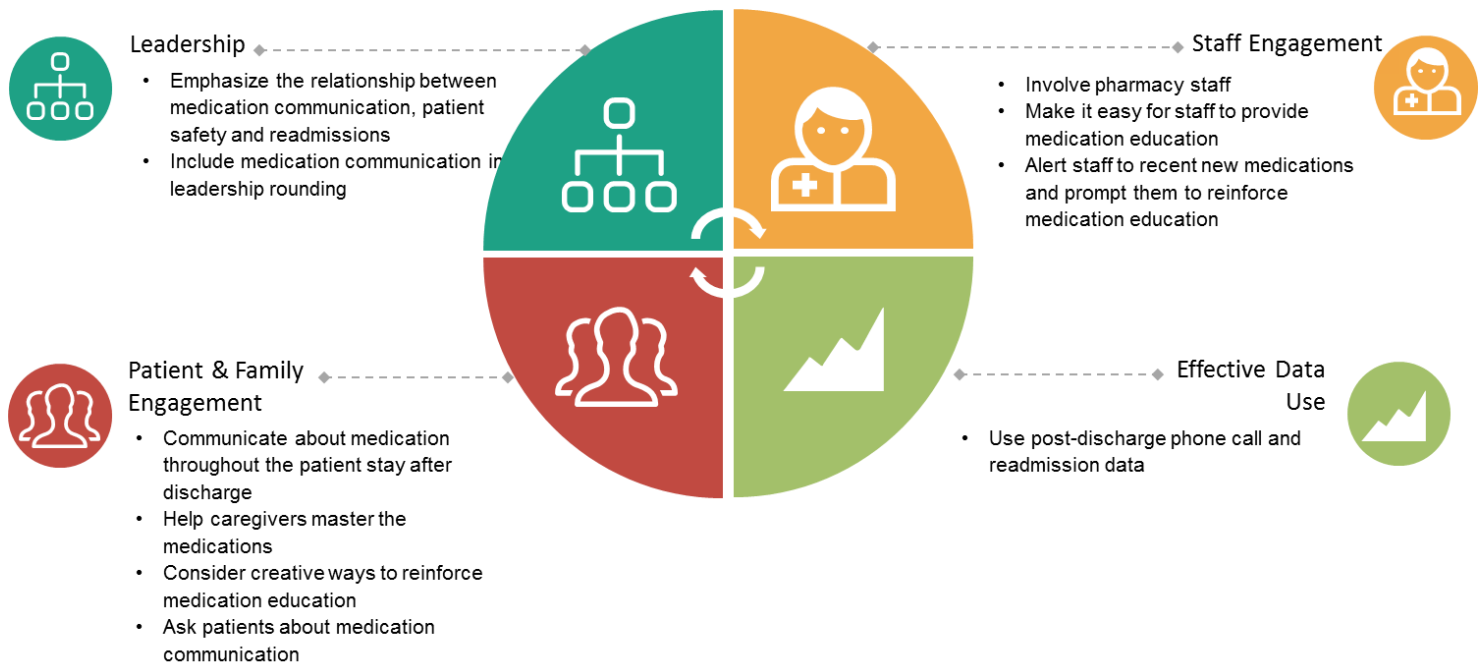 Leadership
• Emphasize the relationship between
medication communication, patient
safety and readmissions
• Include medication communication in
leadership rounding
Staff Engagement
• Involve pharmacy staff
• Make it easy for staff to provide
medication education
• Alert staff to recent new medications
and prompt them to reinforce
medication education
Patient & Family
Engagement
• Communicate about medication
throughout the patient stay after
discharge
• Help caregivers master the
medications
• Consider creative ways to reinforce
medication education
• Ask patients about medication
communication
Effective Data
Use
• Use post-discharge phone call and
readmission data